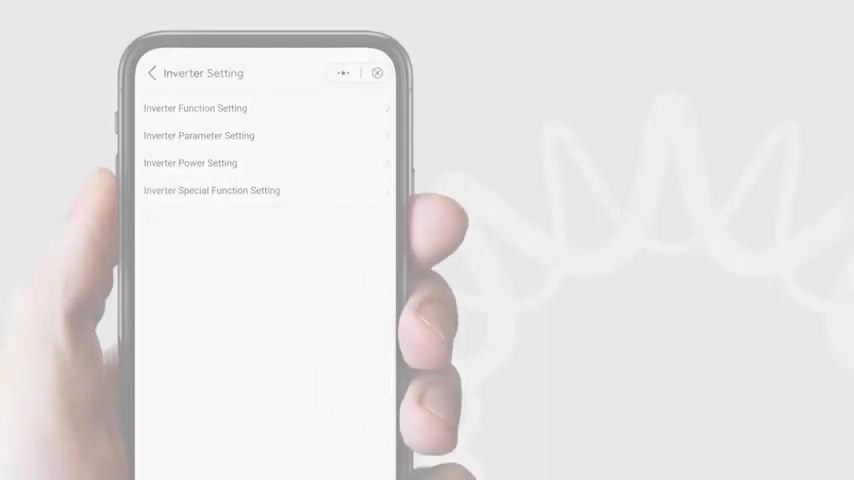 Inverter Setting
Inverter Function Setting
Inverter Parameter Setting
Inverter Power Setting
Inverter Special Function Setting